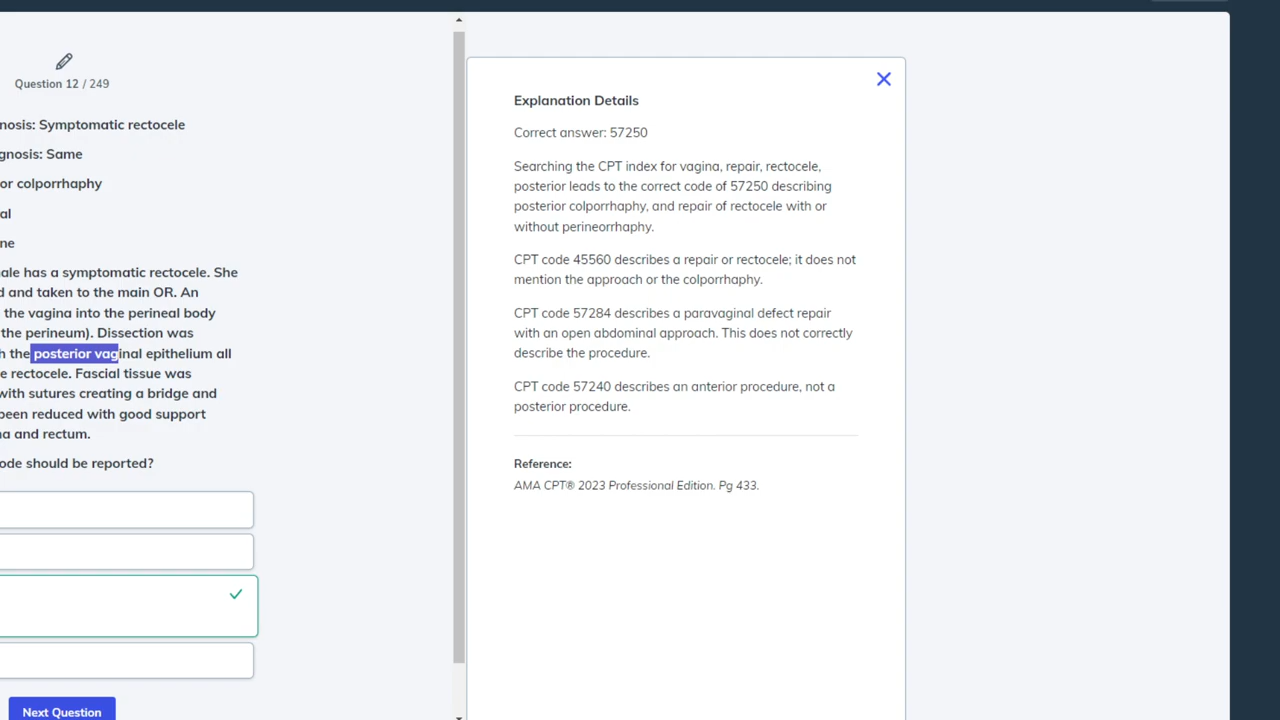 Question 12 / 249
nosis: Symptomatic rectocele
gnosis: Same
or colporrhaphy
al
ne
ale has a symptomatic rectocele. She
d and taken to the main OR. An
the vagina into the perineal body
the perineum). Dissection was
h the posterior vaginal epithelium all
e rectocele. Fascial tissue was
with sutures creating a bridge and
been reduced with good support
na and rectum.
ode should be reported?
Next Question
Explanation Details
Correct answer: 57250
Searching the CPT index for vagina, repair, rectocele,
posterior leads to the correct code of 57250 describing
posterior colporrhaphy, and repair of rectocele with or
without perineorrhaphy.
CPT code 45560 describes a repair or rectocele; it does not
mention the approach or the colporrhaphy.
CPT code 57284 describes a paravaginal defect repair
with an open abdominal approach. This does not correctly
describe the procedure.
CPT code 57240 describes an anterior procedure, not a
posterior procedure.
Reference:
AMA CPT® 2023 Professional Edition. Pg 433.